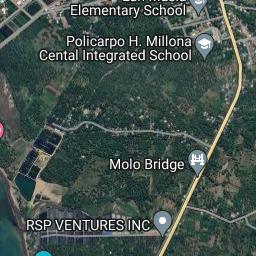 Elementary School
Policarpo H. Millona
Cental Integrated School
Molo Bridge
RSP VENTURES INC